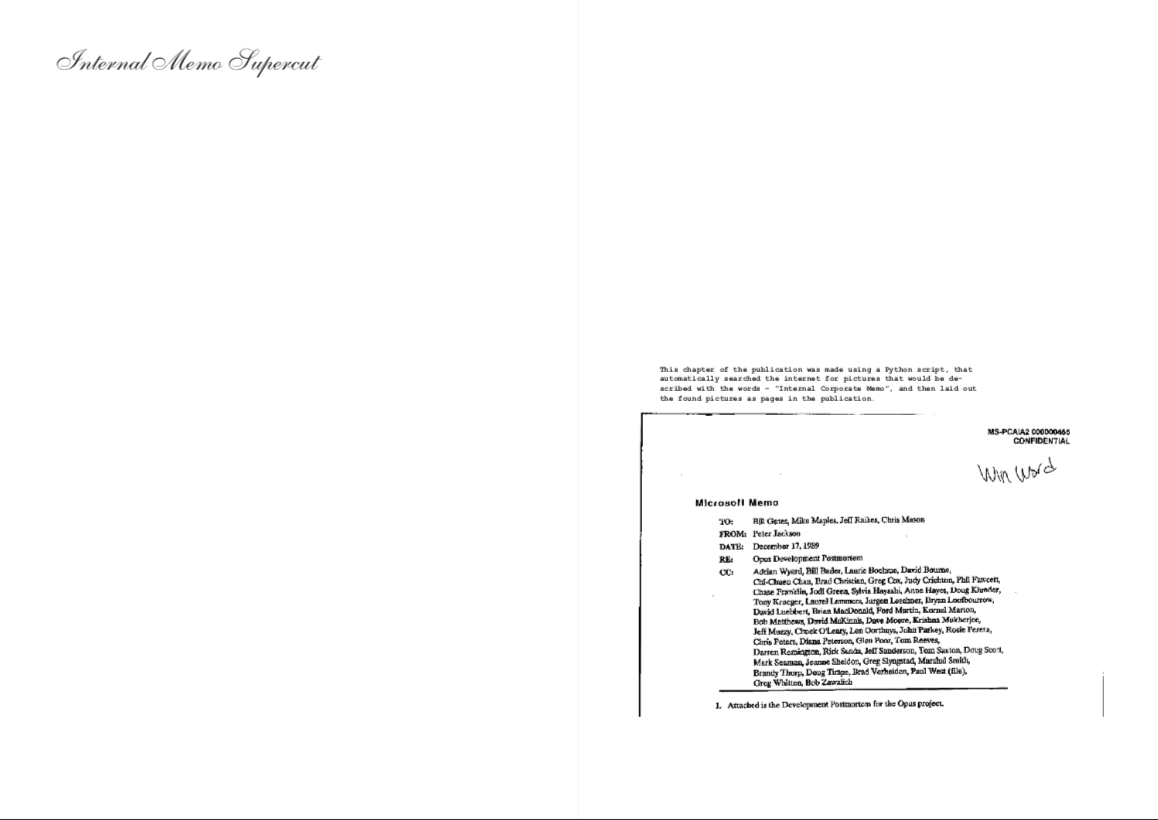 Internal Memo Supercut
This chapter of the publication was made using a Python script, that
automatically searched the internet for pictures that would be de-
scribed with the words – "Internal Corporate Memo", and then laid out
the found pictures as pages in the publication.
MS-PCAIA2 000000465
CONFIDENTIAL
Win Word
Microsoft Memo
TO: Bill Gates, Mike Maples, Jeff Raikes, Chris Mason
FROM: Peter Jackson
DATE: December 17, 1989
RE: Opus Development Postmortem
CC: Adrian Wyard, Bill Bader, Laurie Boehme, David Bourne,
Chi-Chuen Chan, Brad Christian, Greg Cox, Judy Crichton, Phil Fawcett,
Chase Franklin, Jodi Green, Sylvia Hayashi, Anne Hayes, Doug Klunder,
Tony Krueger, Laurel Lammers, Jurgen Leschner, Bryan Loofbourrow,
David Luebbert, Brian MacDonald, Ford Martin, Kornel Marton,
Bob Matthews, David McKinnis, Dave Moore, Krishna Mukherjee,
Jeff Mazzy, Chuck O'Leary, Len Oorthuys, John Parkey, Rosie Perera,
Chris Peters, Diana Peterson, Glen Poor, Tom Reeves,
Darren Remington, Rick Sands, Jeff Sanderson, Tom Saxton, Doug Scott,
Mark Seaman, Jeanne Sheldon, Greg Slyngstad, Marshal Smith,
Brandy Thorp, Doug Timpe, Brad Verheiden, Paul West (file),
Greg Whitten, Bob Zawalich
1. Attached is the Development Postmortem for the Opus project.